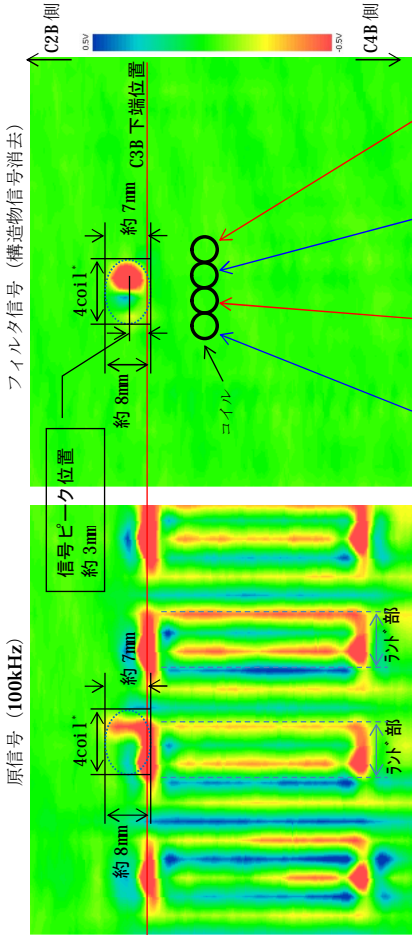 フィルタ信号（構造物信号消去）
C2B 側
0.5V
-0.5V
C4B 側
C3B 下端位置
4coil*
約 7mm
約 8mm
コイル
信号ピーク位置
約 3mm
原信号（100kHz）
4coil*
約 7mm
約 8mm
ランド部
ランド部